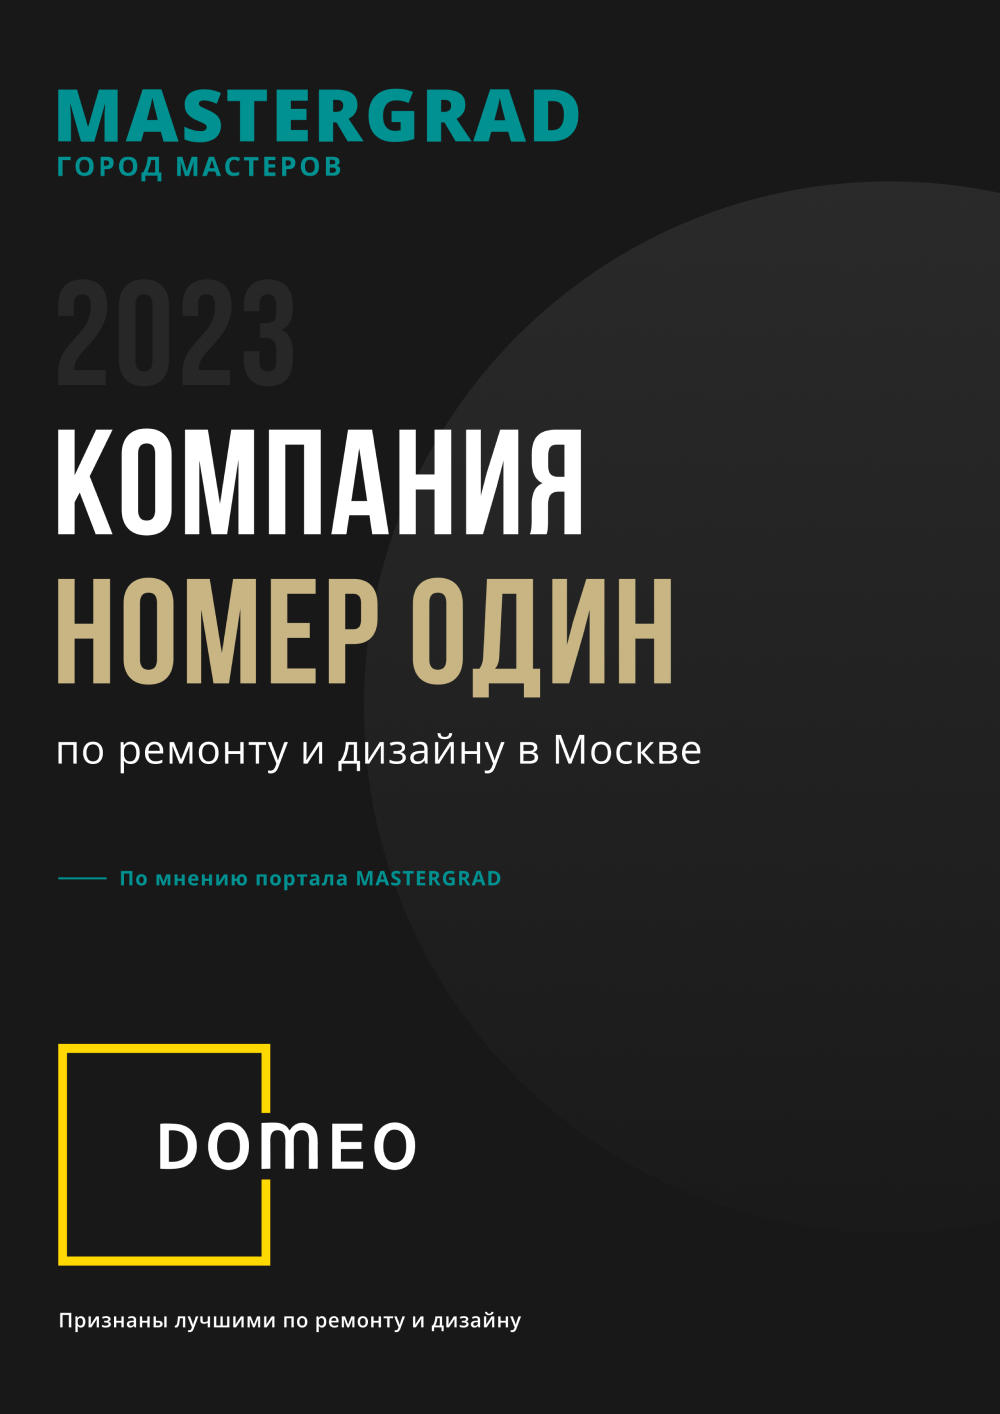 MASTERGRAD
ГОРОД МАСТЕРОВ
2023
КОМПАНИЯ
НОМЕР ОДИН
по ремонту и дизайну в Москве
По мнению портала MASTERGRAD
DOMEO
Признаны лучшими по ремонту и дизайну